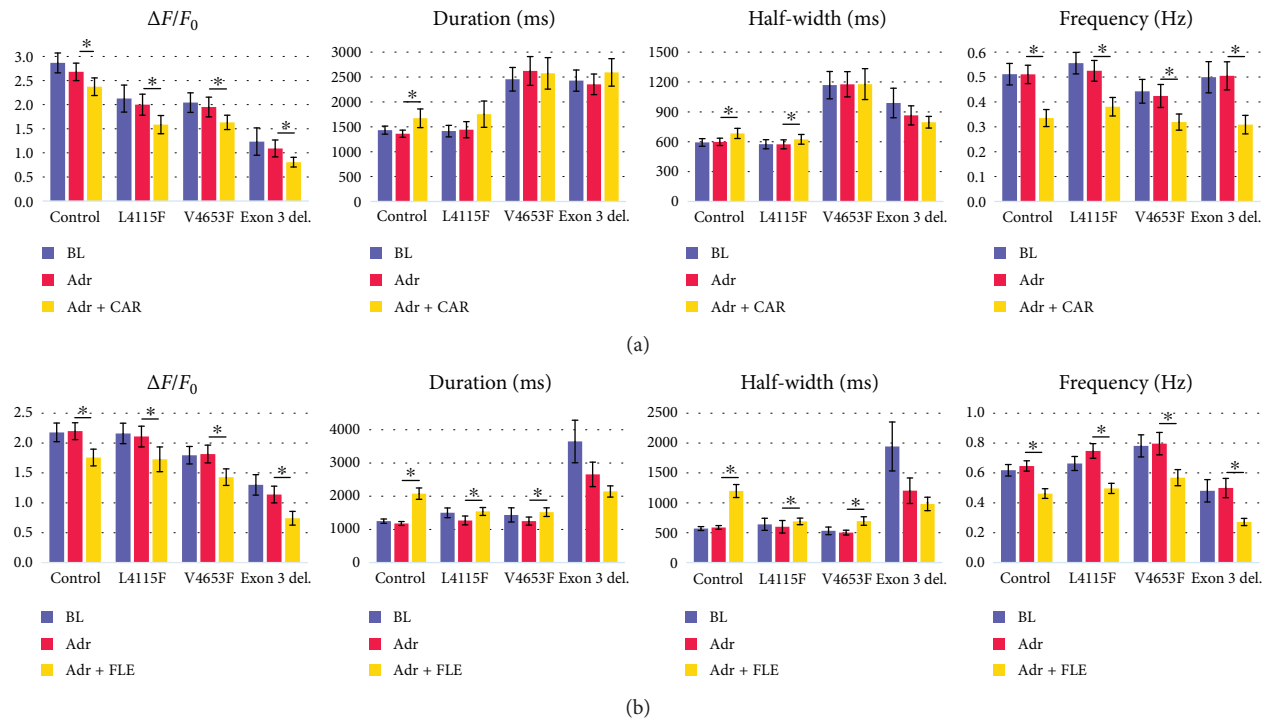 ΔF/F0
3.0
2.5
2.0
1.5
1.0
0.5
0.0
* * * *
Control L4115F V4653F Exon 3 del.
BL
Adr
Adr + CAR
Duration (ms)
3000
2500
2000
1500
1000
500
0
*
Control L4115F V4653F Exon 3 del.
BL
Adr
Adr + CAR
Half-width (ms)
1500
1200
900
600
300
0
* *
Control L4115F V4653F Exon 3 del.
BL
Adr
Adr + CAR
Frequency (Hz)
0.6
0.5
0.4
0.3
0.2
0.1
0.0
* * * *
Control L4115F V4653F Exon 3 del.
BL
Adr
Adr + CAR
(a)
ΔF/F0
2.5
2.0
1.5
1.0
0.5
0.0
* * * *
Control L4115F V4653F Exon 3 del.
BL
Adr
Adr + FLE
Duration (ms)
4000
3000
2000
1000
0
* * *
Control L4115F V4653F Exon 3 del.
BL
Adr
Adr + FLE
Half-width (ms)
2500
2000
1500
1000
500
0
* * *
Control L4115F V4653F Exon 3 del.
BL
Adr
Adr + FLE
Frequency (Hz)
1.0
0.8
0.6
0.4
0.2
0.0
* * * *
Control L4115F V4653F Exon 3 del.
BL
Adr
Adr + FLE
(b)